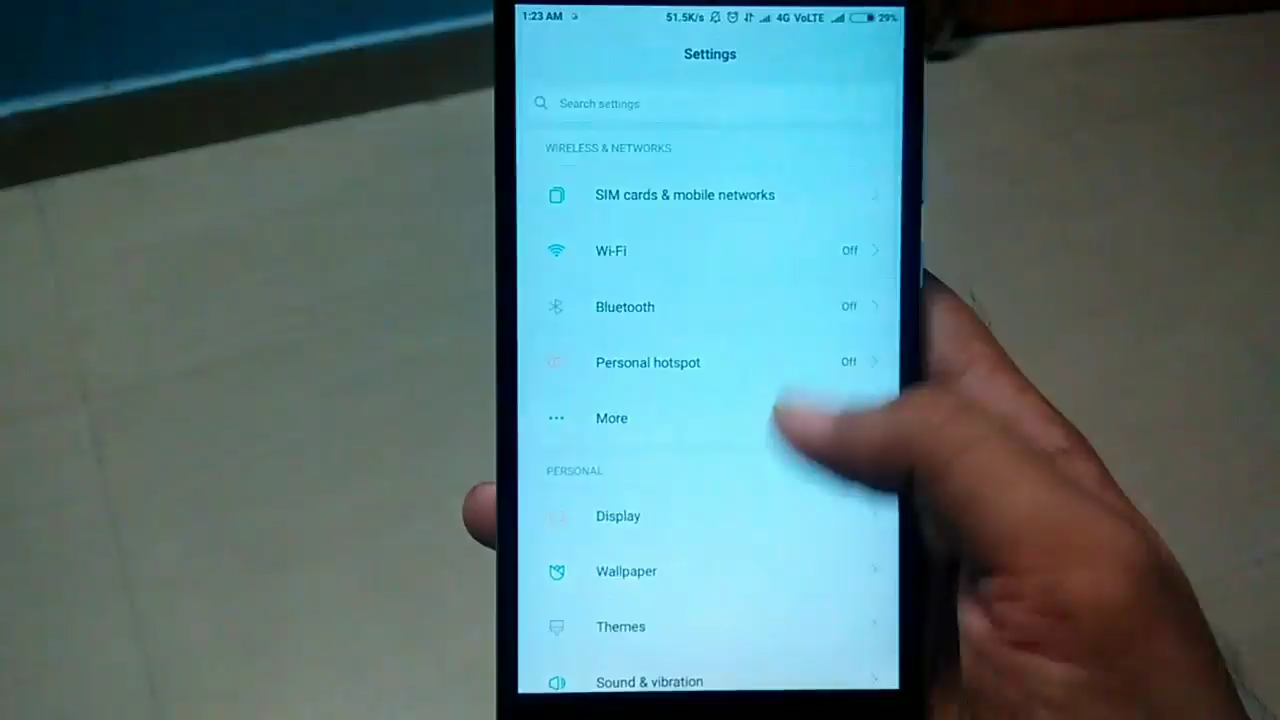 1:23 AM 51.5K/s 4G VoLTE 29%
Settings
Search settings
WIRELESS & NETWORKS
SIM cards & mobile networks
Wi-Fi Off
Bluetooth Off
Personal hotspot Off
More
PERSONAL
Display
Wallpaper
Themes
Sound & vibration